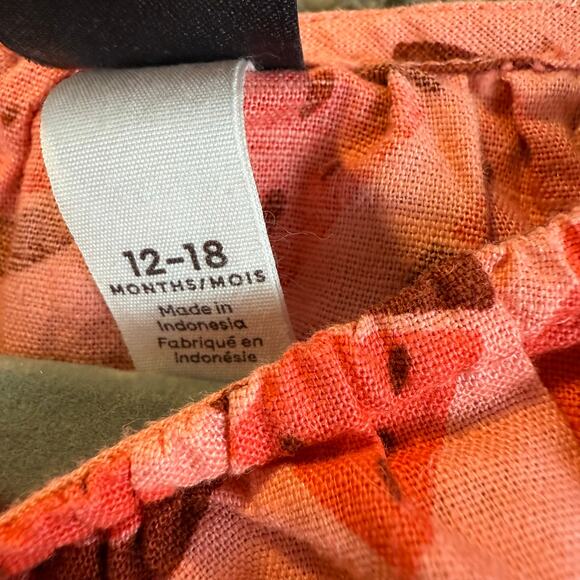 12–18
MONTHS/MOIS
Made in
Indonesia
Fabriqué en
Indonésie